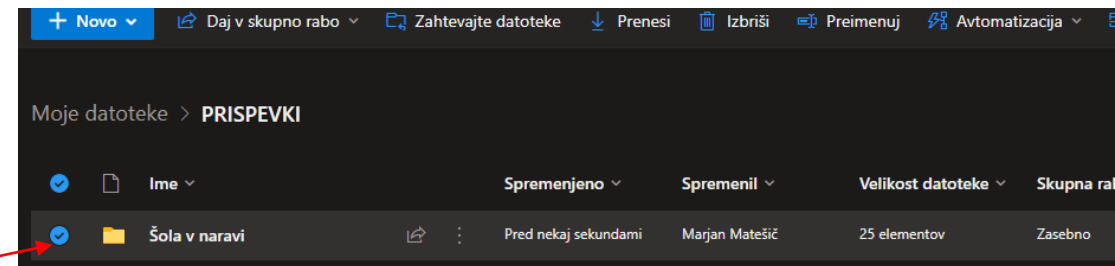 + Novo Daj v skupno rabo Zahtevajte datoteke Prenesi Izbriši Preimenuj Avtomatizacija
Moje datoteke > PRISPEVKI
Ime Spremenjeno Spremenil Velikost datoteke Skupna
Šola v naravi Pred nekaj sekundami Marjan Matešič 25 elementov Zasebno